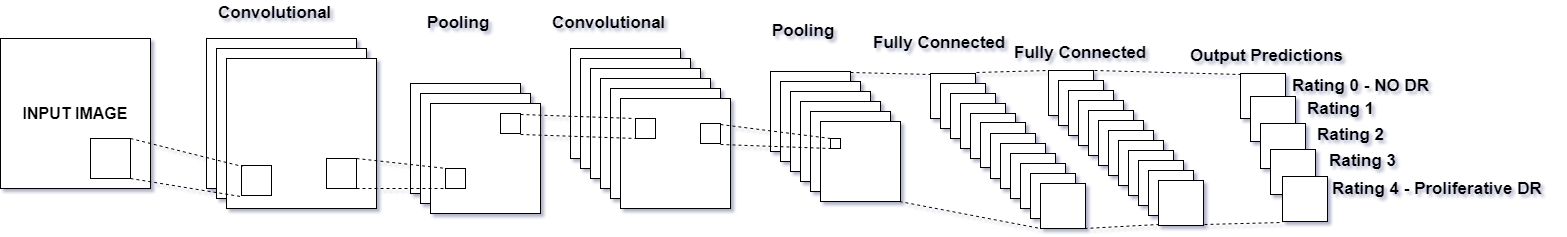 Convolutional
Pooling
Convolutional
Pooling
Fully Connected
Fully Connected
Output Predictions
INPUT IMAGE
Rating 0 - NO DR
Rating 1
Rating 2
Rating 3
Rating 4 - Proliferative DR